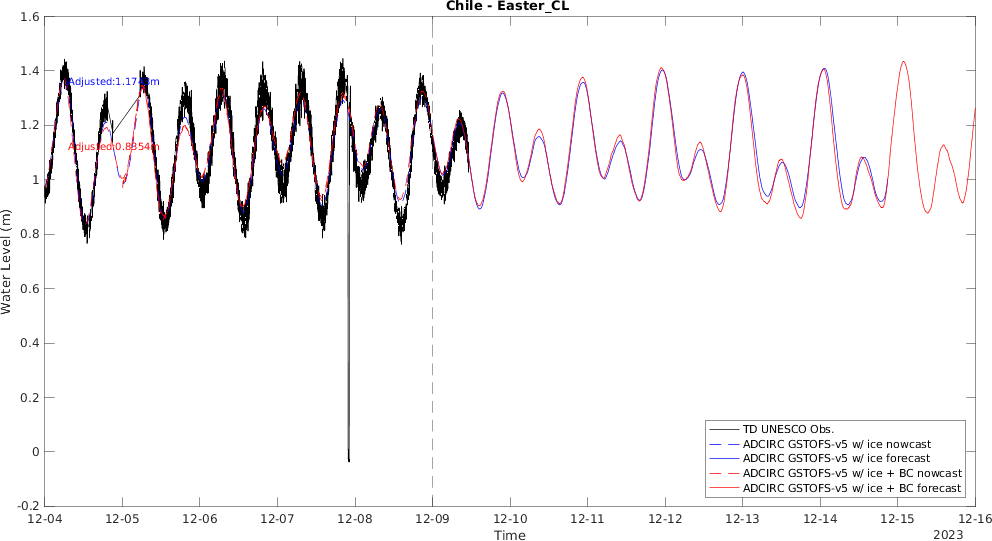 Chile - Easter_CL
1.6
1.4
1.2
1
0.8
0.6
0.4
0.2
0
-0.2
Water Level (m)
Adjusted:0.8354m
TD UNESCO Obs.
ADCIRC GSTOFS-v5 w/ ice nowcast
ADCIRC GSTOFS-v5 w/ ice forecast
ADCIRC GSTOFS-v5 w/ ice + BC nowcast
ADCIRC GSTOFS-v5 w/ ice + BC forecast
12-04 12-05 12-06 12-07 12-08 12-09 12-10 12-11 12-12 12-13 12-14 12-15 12-16
Time
2023